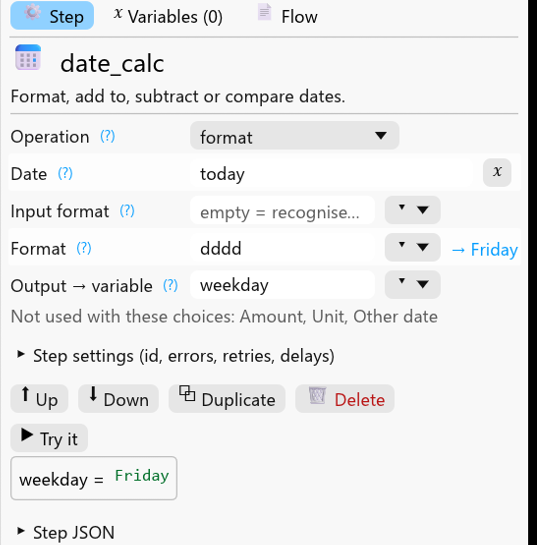 Step x Variables (0) Flow
date_calc
Format, add to, subtract or compare dates.
Operation (?) format
Date (?) today x
Input format (?) empty = recognise...
Format (?) dddd → Friday
Output → variable (?) weekday
Not used with these choices: Amount, Unit, Other date
Step settings (id, errors, retries, delays)
Up Down Duplicate Delete
Try it
weekday = Friday
Step JSON